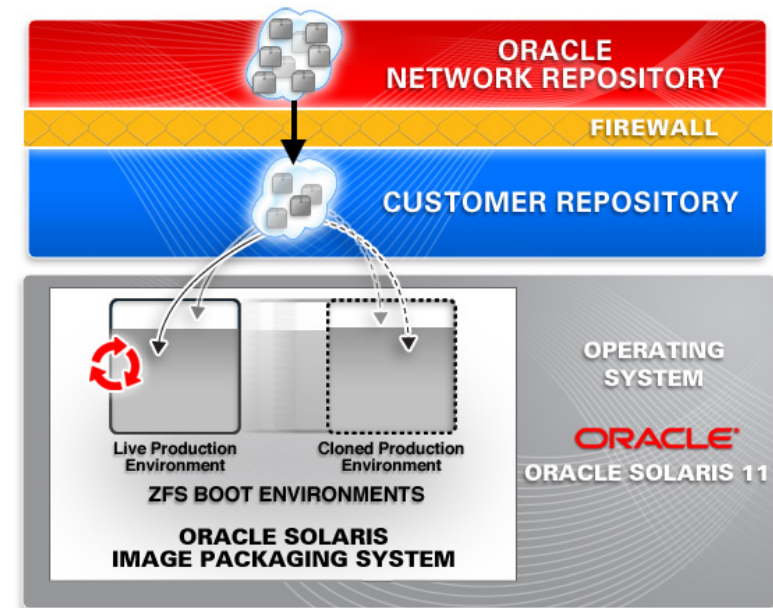 ORACLE
NETWORK REPOSITORY
FIREWALL
CUSTOMER REPOSITORY
Live Production
Environment
Cloned Production
Environment
ZFS BOOT ENVIRONMENTS
ORACLE SOLARIS
IMAGE PACKAGING SYSTEM
OPERATING
SYSTEM
ORACLE®
ORACLE SOLARIS 11